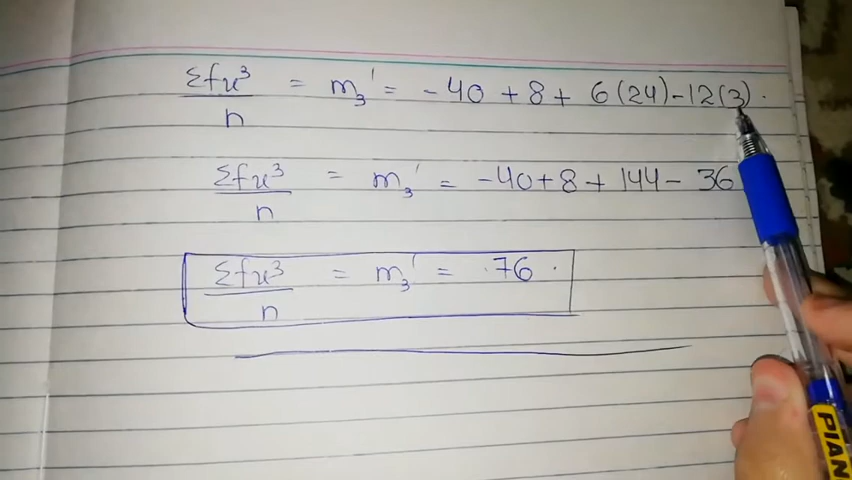 Σfu³/n = m₃' = -40 + 8 + 6(24) - 12(3).
Σfu³/n = m₃' = -40 + 8 + 144 - 36
Σfu³/n = m₃' = 76.
PIAN